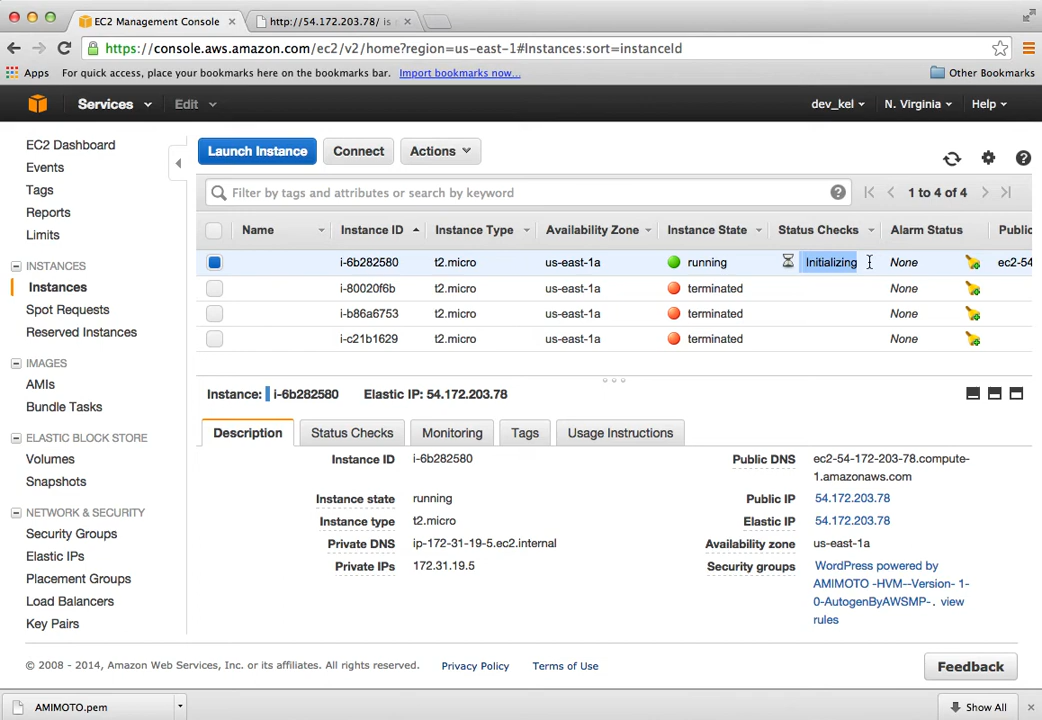 EC2 Management Console
http://54.172.203.78/ is
https://console.aws.amazon.com/ec2/v2/home?region=us-east-1#Instances:sort=instanceId
Apps For quick access, place your bookmarks here on the bookmarks bar. Import bookmarks now... Other Bookmarks
Services Edit dev_kel N. Virginia Help
EC2 Dashboard
Events
Tags
Reports
Limits
INSTANCES
Instances
Spot Requests
Reserved Instances
IMAGES
AMIs
Bundle Tasks
ELASTIC BLOCK STORE
Volumes
Snapshots
NETWORK & SECURITY
Security Groups
Elastic IPs
Placement Groups
Load Balancers
Key Pairs
Launch Instance Connect Actions
Filter by tags and attributes or search by keyword 1 to 4 of 4
Name Instance ID Instance Type Availability Zone Instance State Status Checks Alarm Status Public
i-6b282580 t2.micro us-east-1a running Initializing None ec2-54
i-80020f6b t2.micro us-east-1a terminated None
i-b86a6753 t2.micro us-east-1a terminated None
i-c21b1629 t2.micro us-east-1a terminated None
Instance: i-6b282580 Elastic IP: 54.172.203.78
Description Status Checks Monitoring Tags Usage Instructions
Instance ID i-6b282580
Instance state running
Instance type t2.micro
Private DNS ip-172-31-19-5.ec2.internal
Private IPs 172.31.19.5
Public DNS ec2-54-172-203-78.compute-
1.amazonaws.com
Public IP 54.172.203.78
Elastic IP 54.172.203.78
Availability zone us-east-1a
Security groups WordPress powered by
AMIMOTO -HVM--Version- 1-
0-AutogenByAWSMP-. view
rules
© 2008 - 2014, Amazon Web Services, Inc. or its affiliates. All rights reserved. Privacy Policy Terms of Use Feedback
AMIMOTO.pem Show All